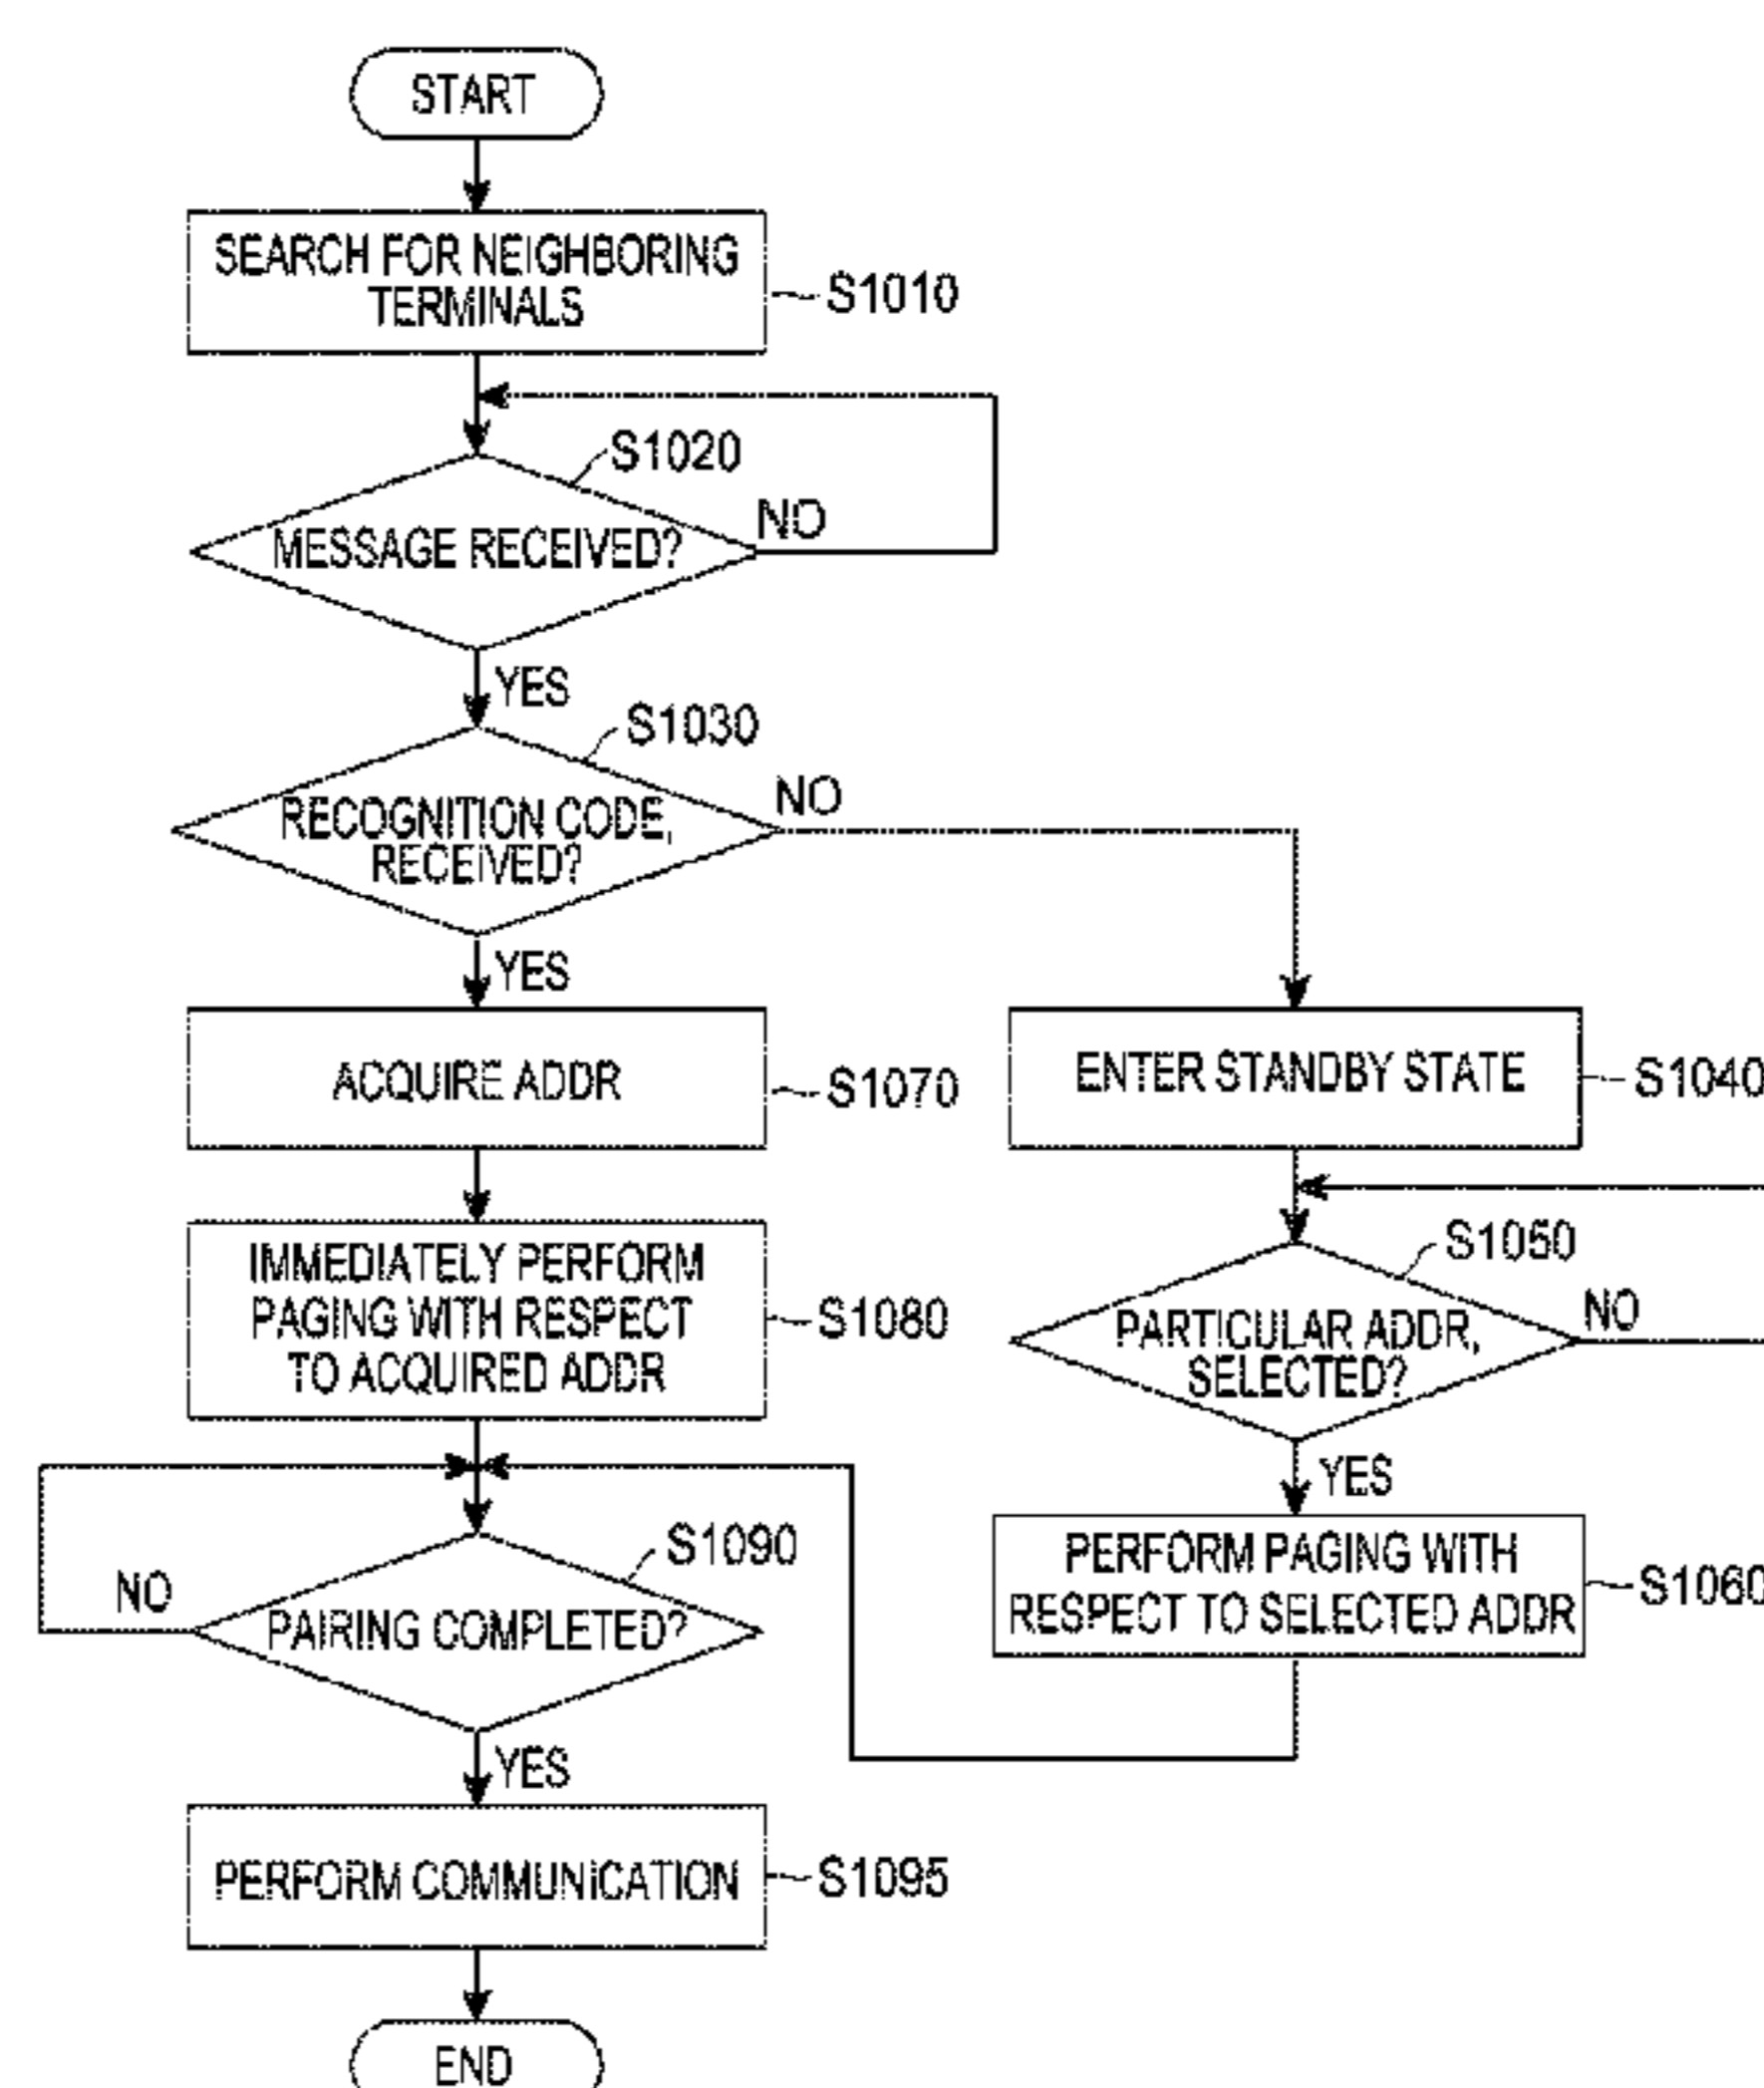 START
SEARCH FOR NEIGHBORING
TERMINALS
S1010
S1020
MESSAGE RECEIVED?
NO
YES
S1030
RECOGNITION CODE,
RECEIVED?
NO
YES
ACQUIRE ADDR
S1070
ENTER STANDBY STATE
S1040
IMMEDIATELY PERFORM
PAGING WITH RESPECT
TO ACQUIRED ADDR
S1080
S1050
PARTICULAR ADDR,
SELECTED?
NO
YES
PERFORM PAGING WITH
RESPECT TO SELECTED ADDR
S1060
S1090
PAIRING COMPLETED?
NO
YES
PERFORM COMMUNICATION
S1095
END